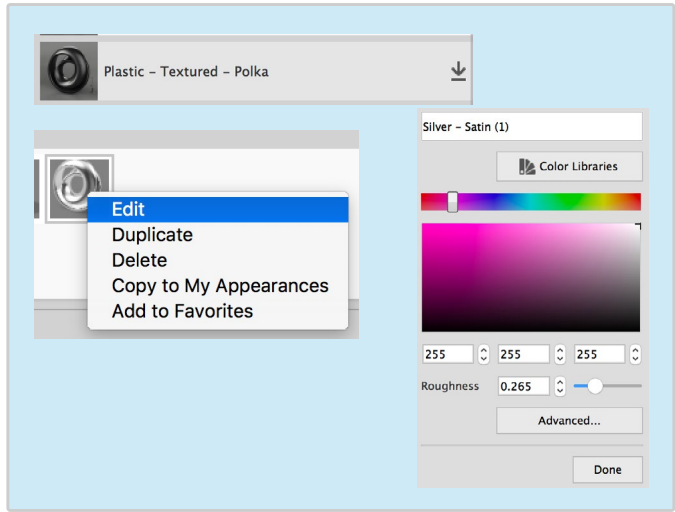 Plastic – Textured – Polka
Edit
Duplicate
Delete
Copy to My Appearances
Add to Favorites
Silver – Satin (1)
Color Libraries
255 255 255
Roughness 0.265
Advanced...
Done